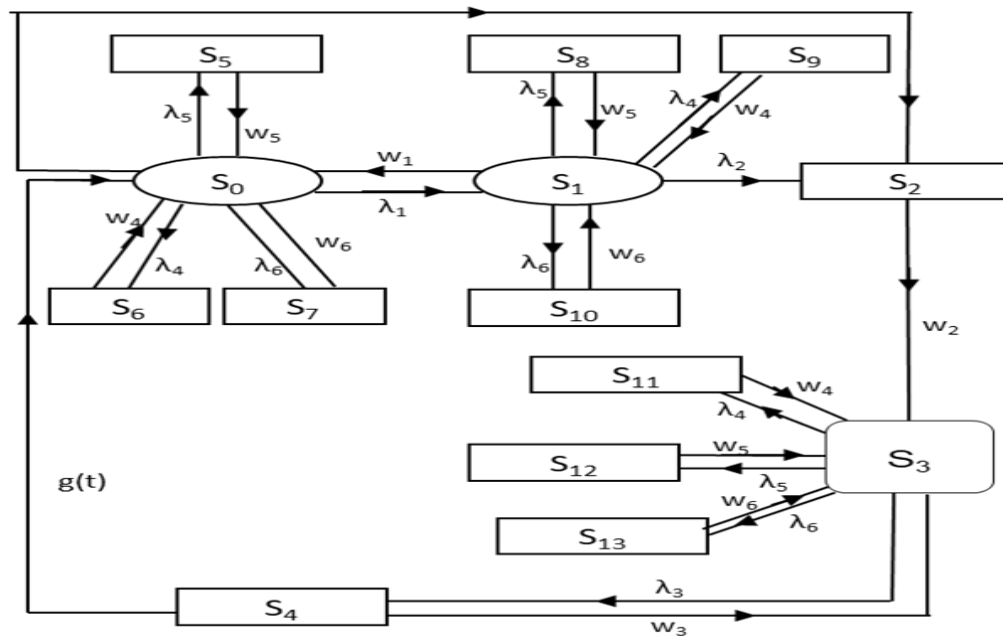 S₅
S₈
S₉
λ₅
w₅
λ₅
w₅
λ₄
w₄
w₁
λ₂
S₀
S₁
S₂
λ₁
w₄
λ₄
λ₆
w₆
λ₆
w₆
S₆
S₇
S₁₀
w₂
S₁₁
w₄
λ₄
S₁₂
w₅
S₃
λ₅
g(t)
w₆
λ₆
S₁₃
λ₃
S₄
w₃